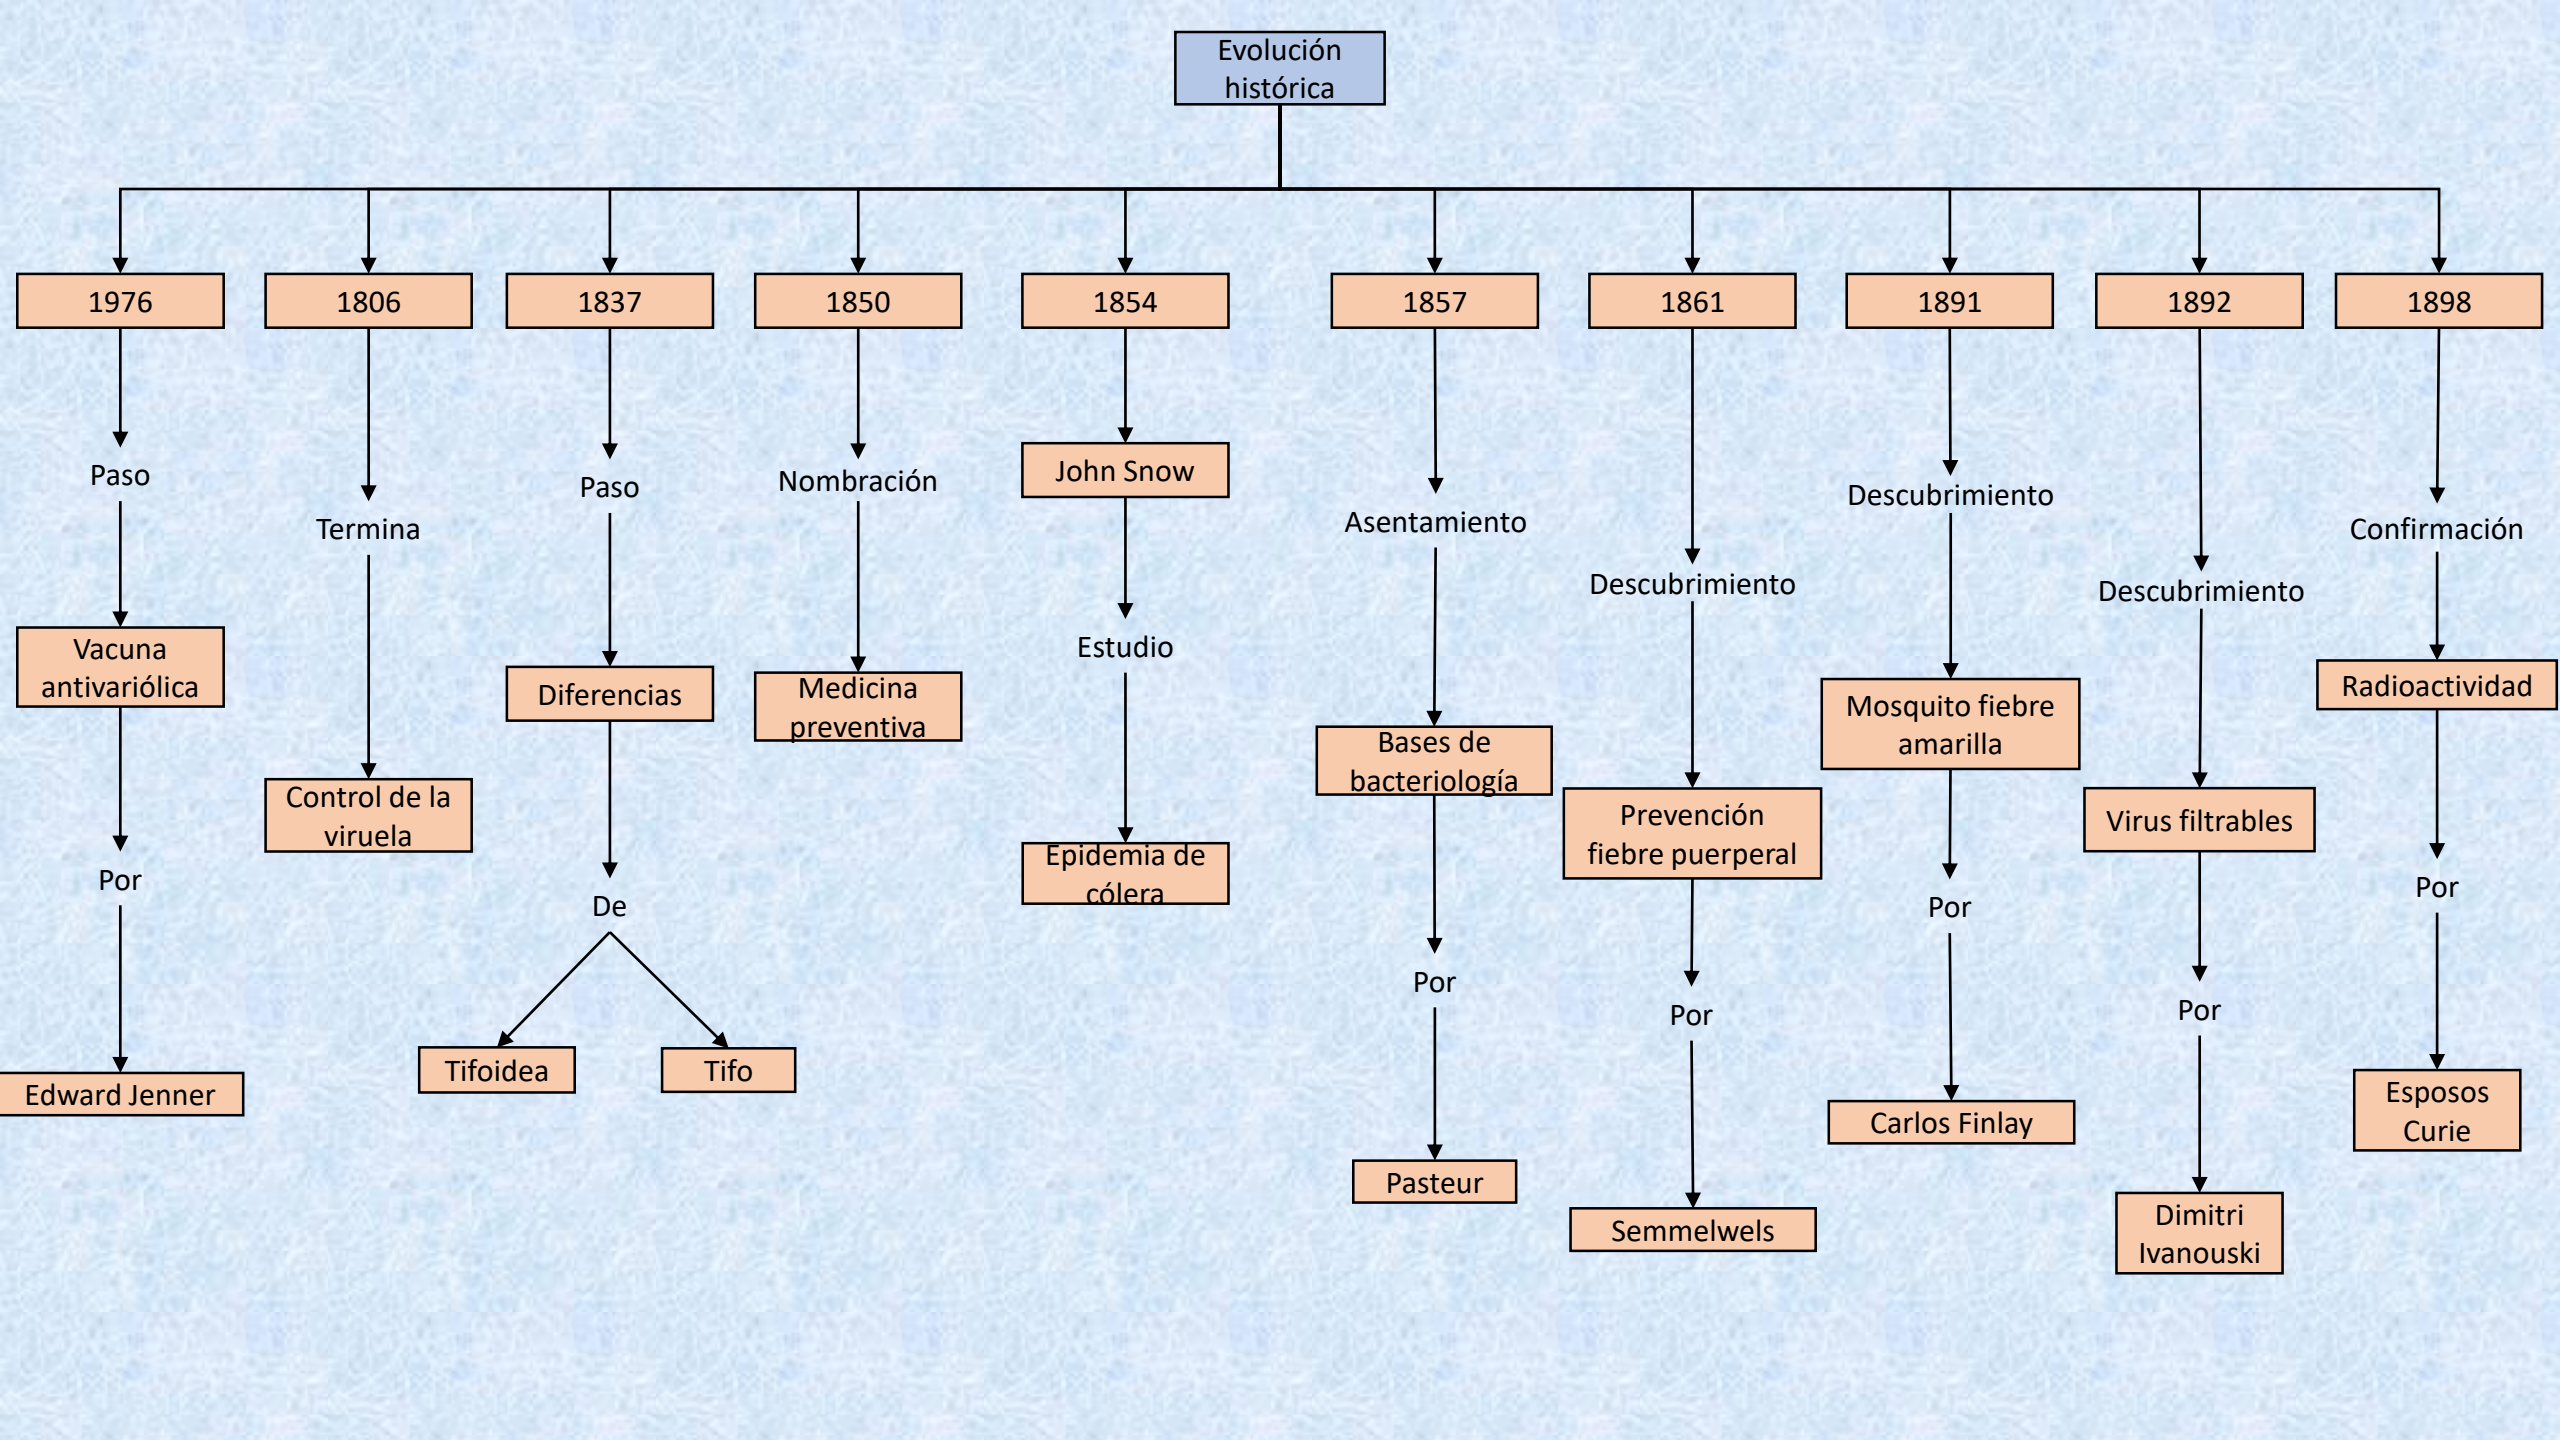 Evolución
histórica
1976
1806
1837
1850
1854
1857
1861
1891
1892
1898
Paso
Vacuna
antivariólica
Por
Edward Jenner
Termina
Control de la
viruela
Paso
Diferencias
De
Tifoidea
Tifo
Nombración
Medicina
preventiva
John Snow
Estudio
Epidemia de
cólera
Asentamiento
Bases de
bacteriología
Por
Pasteur
Descubrimiento
Prevención
fiebre puerperal
Por
Semmelwels
Descubrimiento
Mosquito fiebre
amarilla
Por
Carlos Finlay
Descubrimiento
Virus filtrables
Por
Dimitri
Ivanouski
Confirmación
Radioactividad
Por
Esposos
Curie